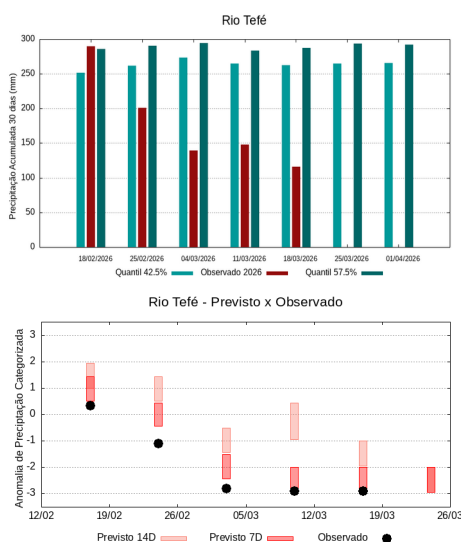 Rio Tefé
Precipitação Acumulada 30 dias (mm)
300
250
200
150
100
50
0
18/02/2026 25/02/2026 04/03/2026 11/03/2026 18/03/2026 25/03/2026 01/04/2026
Quantil 42.5% Observado 2026 Quantil 57.5%
Rio Tefé - Previsto x Observado
Anomalia de Preciptação Categorizada
3
2
1
0
-1
-2
-3
12/02 19/02 26/02 05/03 12/03 19/03 26/03
Previsto 14D Previsto 7D Observado